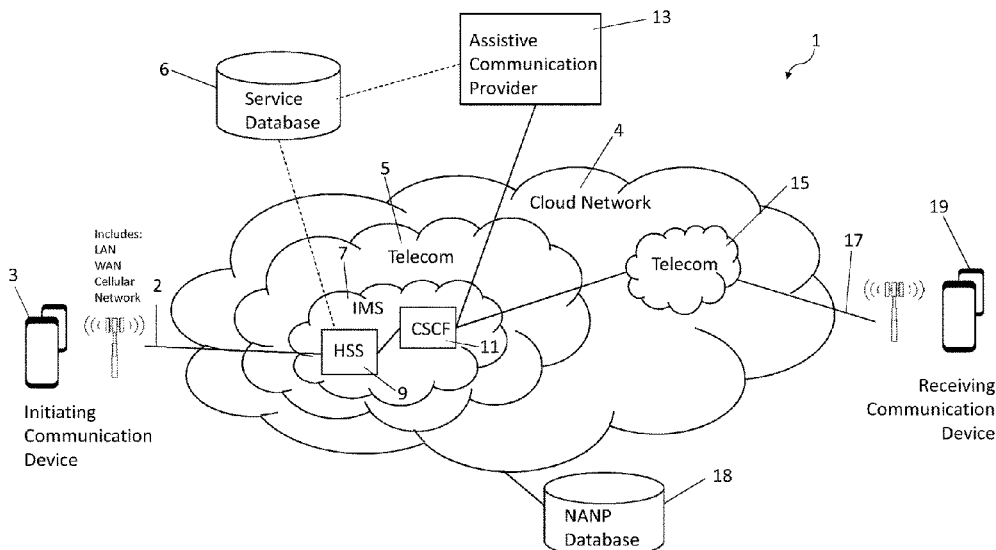 13
1
6
Assistive
Communication
Provider
Service
Database
4
5
15
Cloud Network
19
Includes:
LAN
WAN
Cellular
Network
7
Telecom
Telecom
17
3
2
IMS
CSCF
11
HSS
9
Initiating
Communication
Device
Receiving
Communication
Device
18
NANP
Database